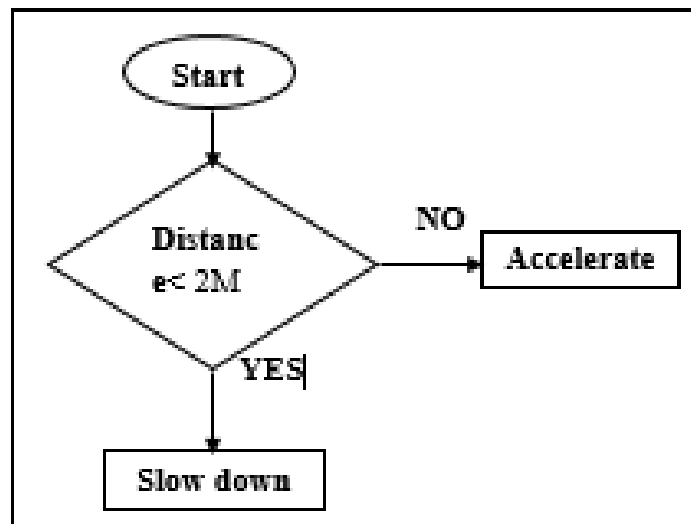 Start
Distanc
e< 2M
NO
Accelerate
YES
Slow down